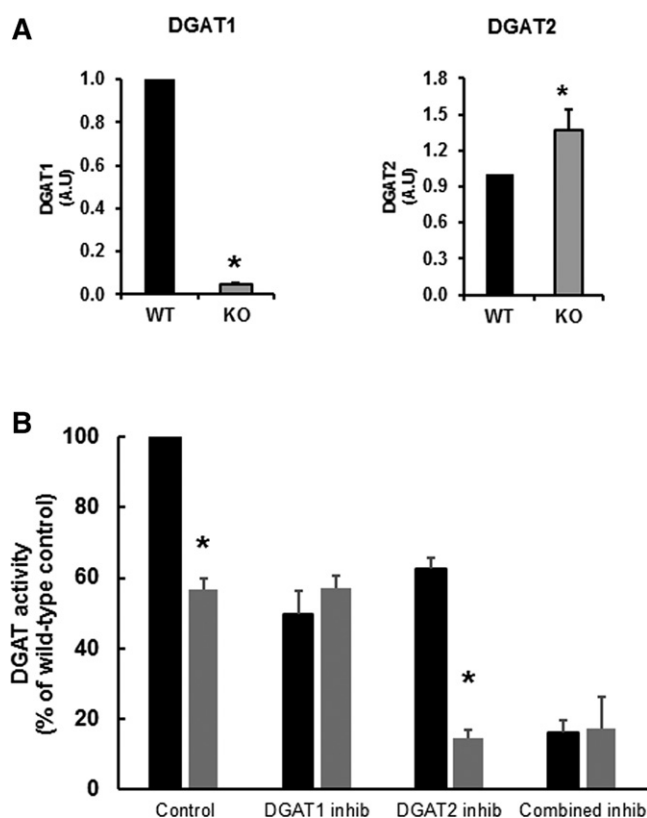 A
DGAT1
DGAT2
DGAT1
(A.U)
1.0
0.8
0.6
0.4
0.2
0.0
*
WT
KO
DGAT2
(A.U)
1.8
1.5
1.2
0.9
0.6
0.3
0.0
*
WT
KO
B
DGAT activity
(% of wild-type control)
100
80
60
40
20
0
*
*
Control
DGAT1 inhib
DGAT2 inhib
Combined inhib